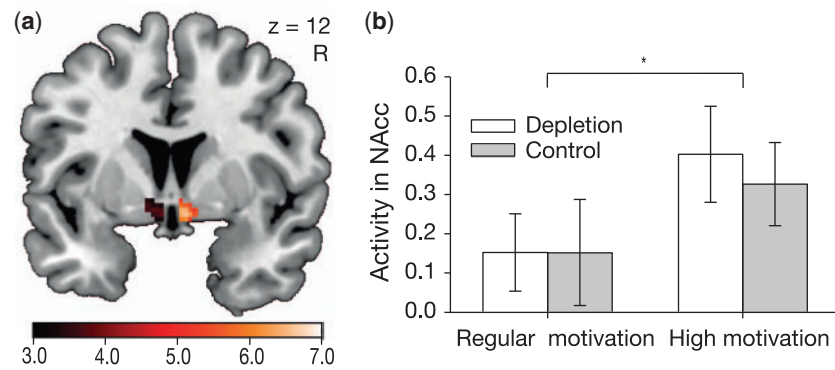 (a)
z = 12
R
3.0 4.0 5.0 6.0 7.0
(b)
*
Activity in NAcc
0.6
0.5
0.4
0.3
0.2
0.1
0.0
Depletion
Control
Regular motivation High motivation